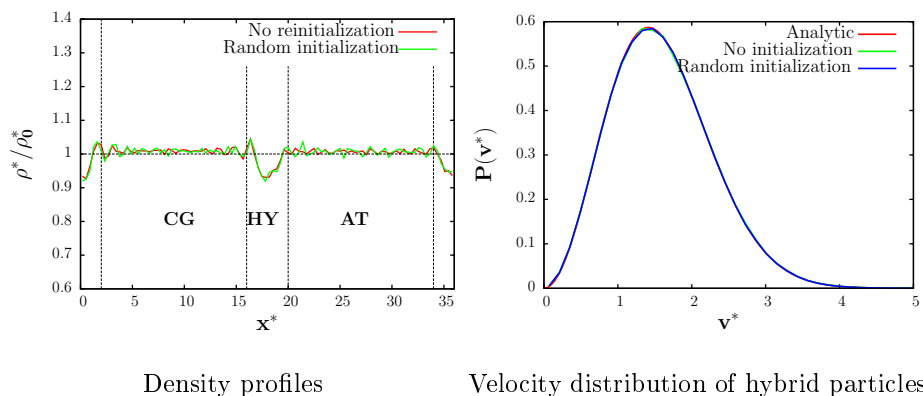 1.4
1.3
1.2
1.1
1
0.9
0.8
0.7
0.6
ρ*/ρ₀*
No reinitialization
Random initialization
CG HY AT
0 5 10 15 20 25 30 35
x*
Density profiles
0.6
0.5
0.4
0.3
0.2
0.1
0
P(v*)
Analytic
No initialization
Random initialization
0 1 2 3 4 5
v*
Velocity distribution of hybrid particles